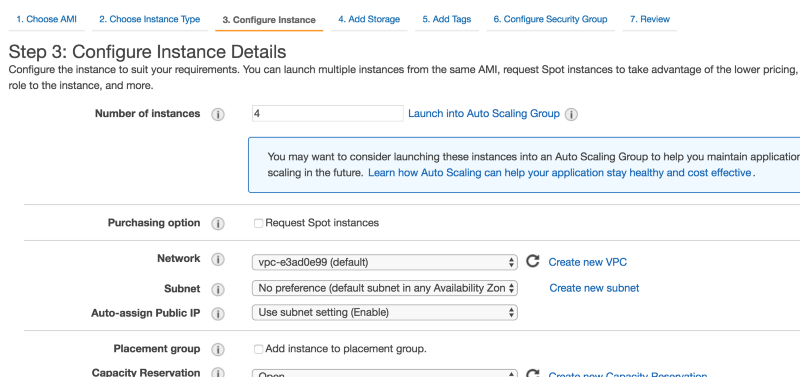 1. Choose AMI 2. Choose Instance Type 3. Configure Instance 4. Add Storage 5. Add Tags 6. Configure Security Group 7. Review
Step 3: Configure Instance Details
Configure the instance to suit your requirements. You can launch multiple instances from the same AMI, request Spot instances to take advantage of the lower pricing,
role to the instance, and more.
Number of instances i 4 Launch into Auto Scaling Group i
You may want to consider launching these instances into an Auto Scaling Group to help you maintain application
scaling in the future. Learn how Auto Scaling can help your application stay healthy and cost effective.
Purchasing option i Request Spot instances
Network i vpc-e3ad0e99 (default) Create new VPC
Subnet i No preference (default subnet in any Availability Zon Create new subnet
Auto-assign Public IP i Use subnet setting (Enable)
Placement group i Add instance to placement group.
Capacity Reservation i Open Create new Capacity Reservation